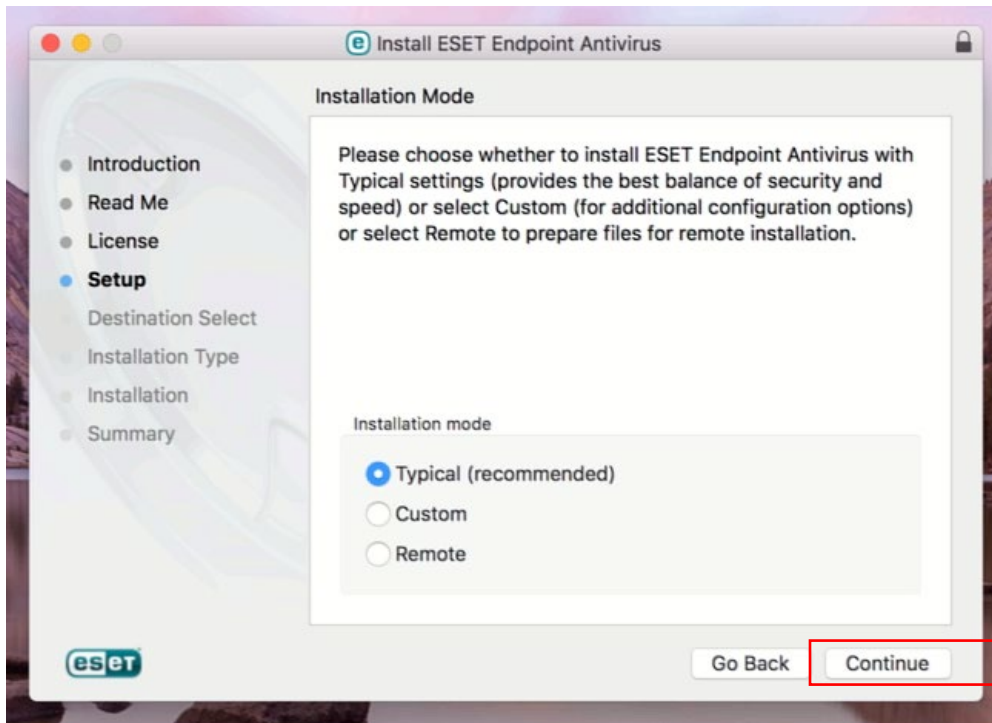 Install ESET Endpoint Antivirus
Installation Mode
Introduction
Read Me
License
Setup
Destination Select
Installation Type
Installation
Summary
Please choose whether to install ESET Endpoint Antivirus with
Typical settings (provides the best balance of security and
speed) or select Custom (for additional configuration options)
or select Remote to prepare files for remote installation.
Installation mode
Typical (recommended)
Custom
Remote
eset
Go Back
Continue